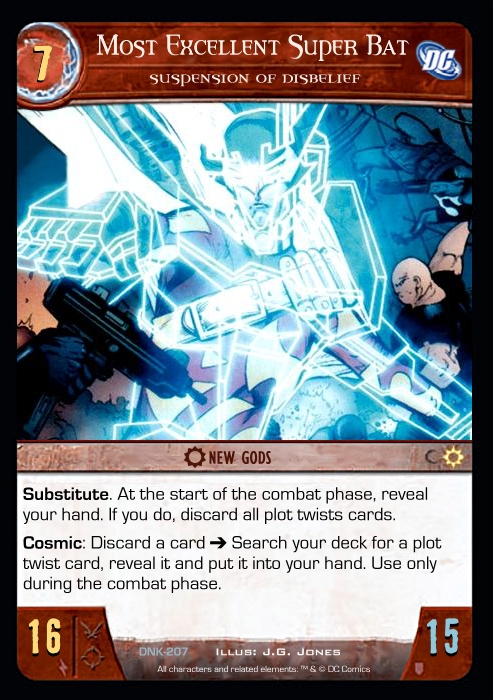 7
Most Excellent Super Bat
DC
Suspension of Disbelief
NEW GODS
Substitute. At the start of the combat phase, reveal
your hand. If you do, discard all plot twists cards.
Cosmic: Discard a card ➔ Search your deck for a plot
twist card, reveal it and put it into your hand. Use only
during the combat phase.
16
15
DNK-207 Illus: J.G. Jones
All characters and related elements: ™ & © DC Comics